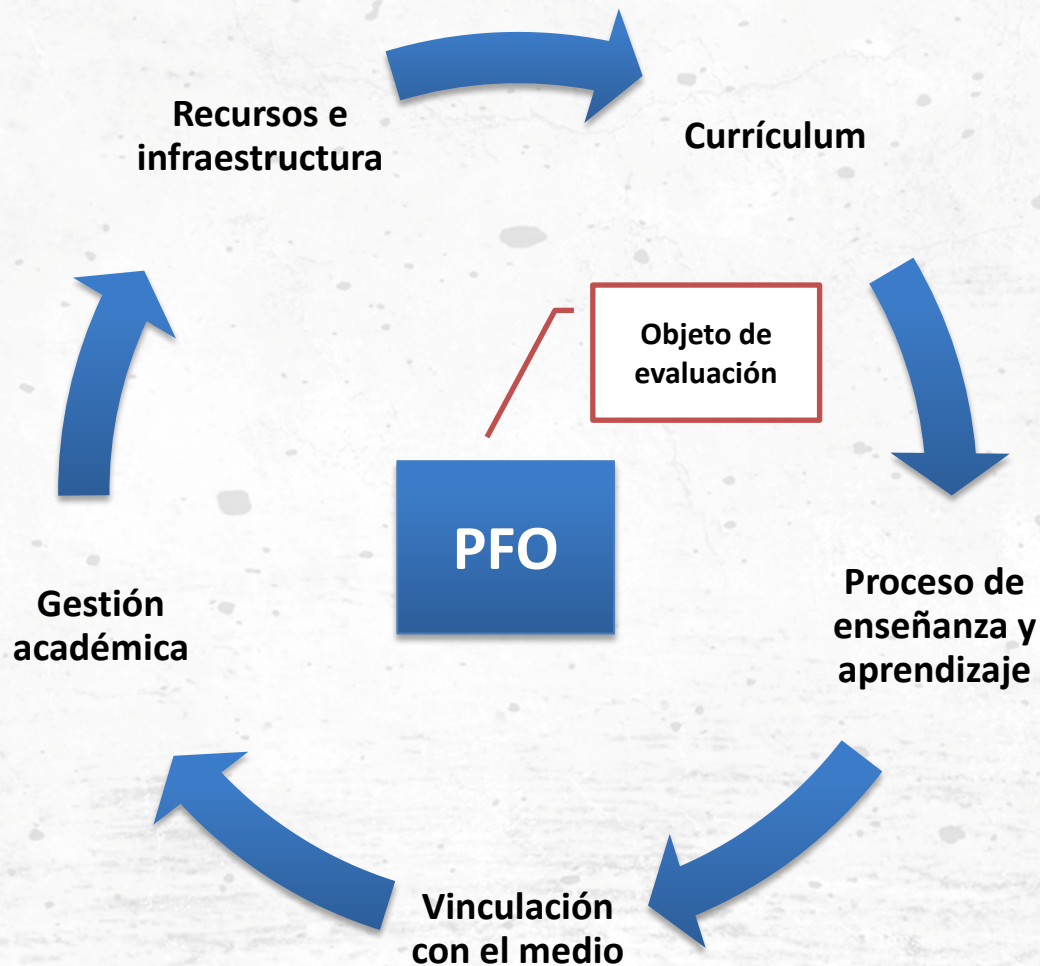 Recursos e
infraestructura
Currículum
Objeto de
evaluación
PFO
Proceso de
enseñanza y
aprendizaje
Gestión
académica
Vinculación
con el medio